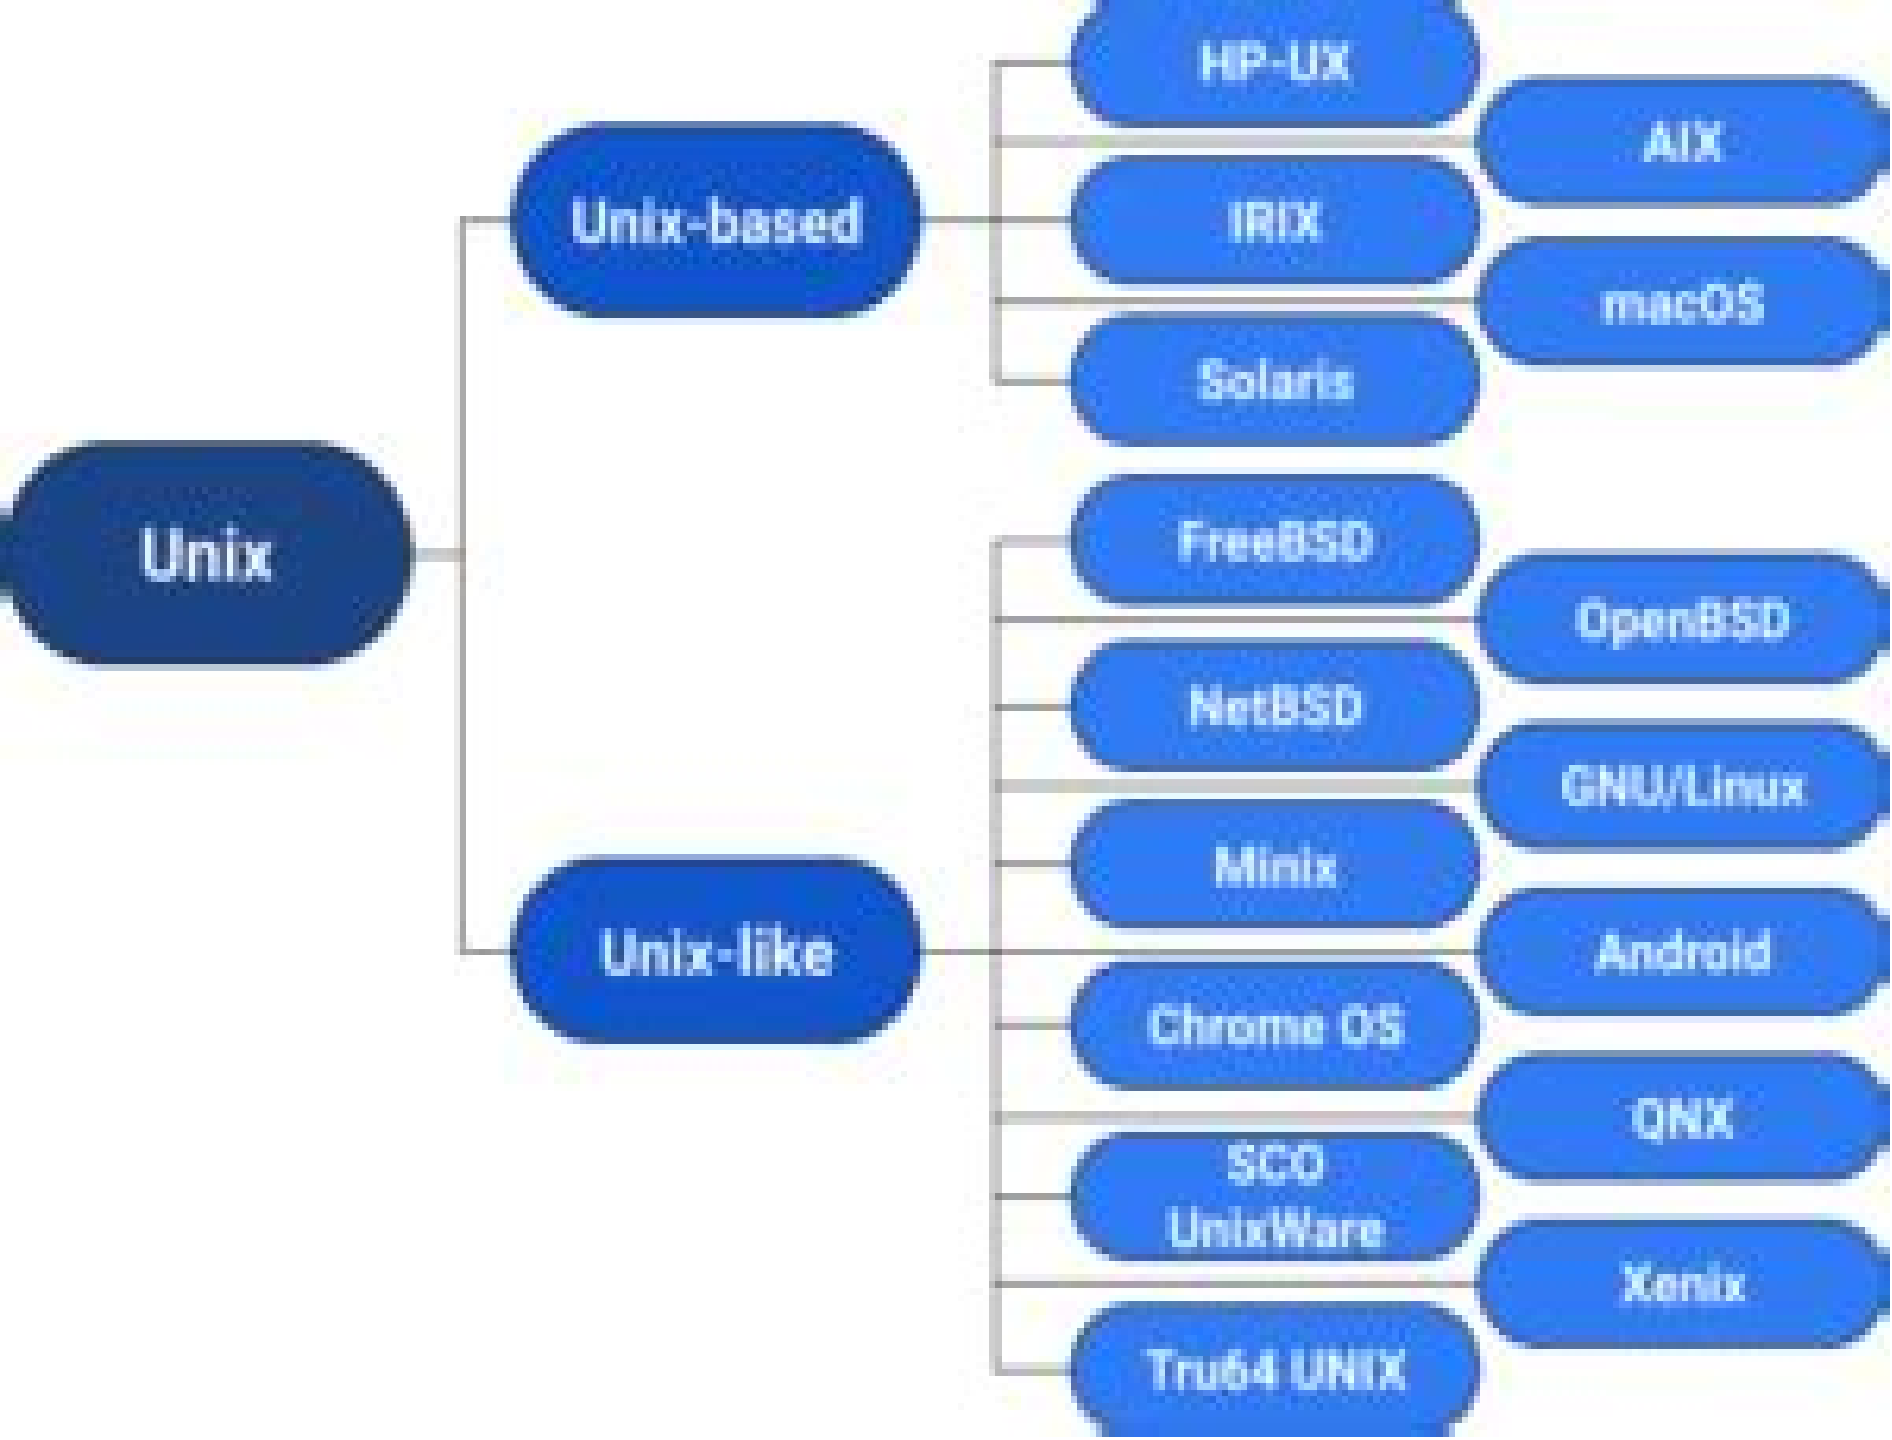 Unix
Unix-based
HP-UX
AIX
IRIX
macOS
Solaris
Unix-like
FreeBSD
OpenBSD
NetBSD
GNU/Linux
Minix
Android
Chrome OS
QNX
SCO
UnixWare
Xenix
Tru64 UNIX